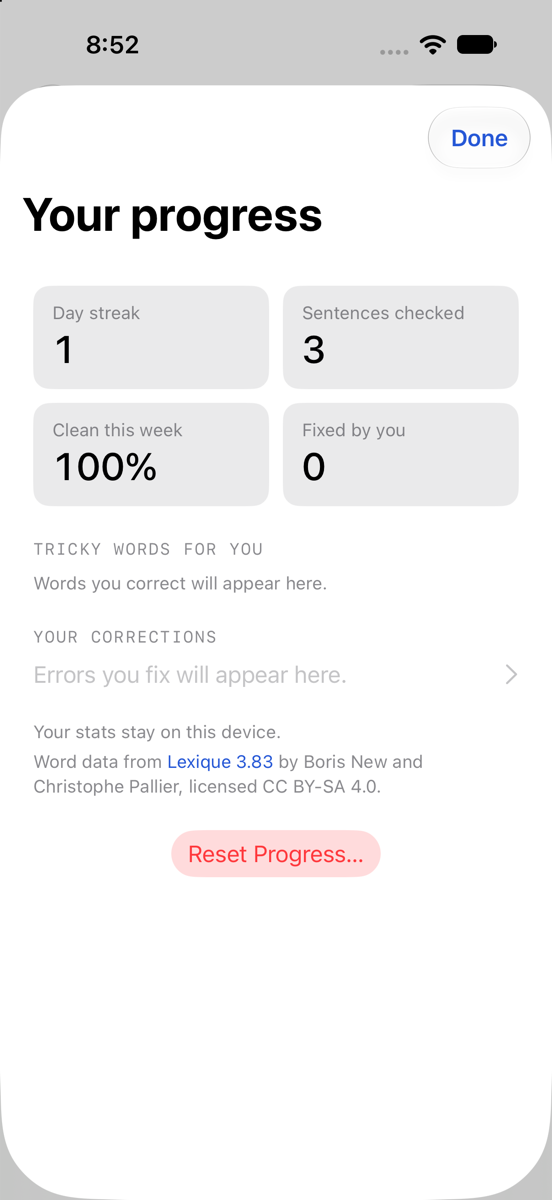 8:52
Done
Your progress
Day streak
1
Sentences checked
3
Clean this week
100%
Fixed by you
0
TRICKY WORDS FOR YOU
Words you correct will appear here.
YOUR CORRECTIONS
Errors you fix will appear here.
Your stats stay on this device.
Word data from Lexique 3.83 by Boris New and
Christophe Pallier, licensed CC BY-SA 4.0.
Reset Progress...